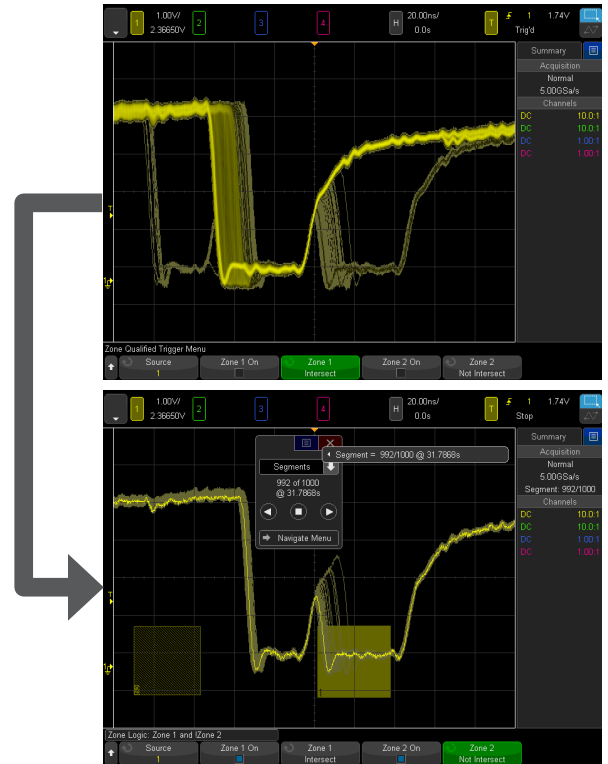 1 1.00V/ 2 3 4 H 20.00ns/ T 1 1.74V
2.36650V 0.0s Trig'd
Summary
Acquisition
Normal
5.00GSa/s
Channels
DC 10.0:1
DC 10.0:1
DC 1.00:1
DC 1.00:1
T
1
Zone Qualified Trigger Menu
Source Zone 1 On Zone 1 Zone 2 On Zone 2
1 Intersect Not Intersect
1 1.00V/ 2 3 4 H 20.00ns/ T 1 1.74V
2.36650V 0.0s Stop
Summary
Acquisition
Normal
5.00GSa/s
Segment: 992/1000
Channels
DC 10.0:1
DC 10.0:1
DC 1.00:1
DC 1.00:1
Segment = 992/1000 @ 31.7868s
Segments
992 of 1000
@ 31.7868s
Navigate Menu
T
1
Zone Logic: Zone 1 and !Zone 2
Source Zone 1 On Zone 1 Zone 2 On Zone 2
1 Intersect Not Intersect